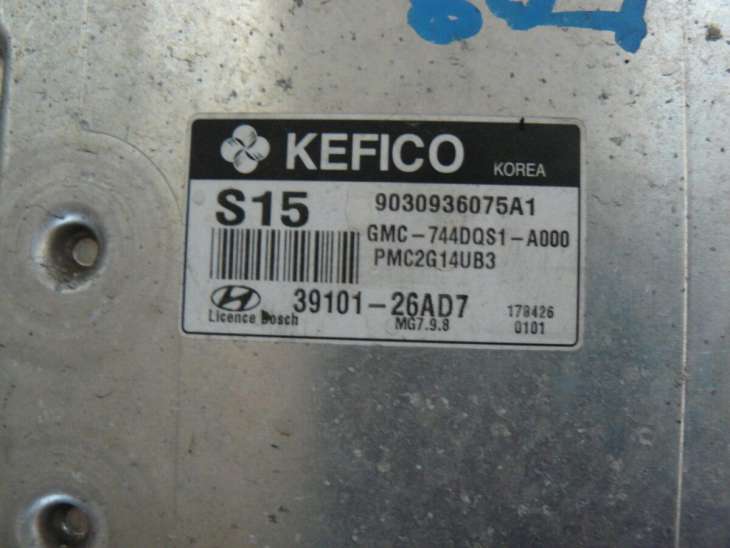 KEFICO KOREA
S15 9030936075A1
GMC-744DQS1-A000
PMC2G14UB3
39101-26AD7 178426
Licence Bosch MG7.9.8 0101